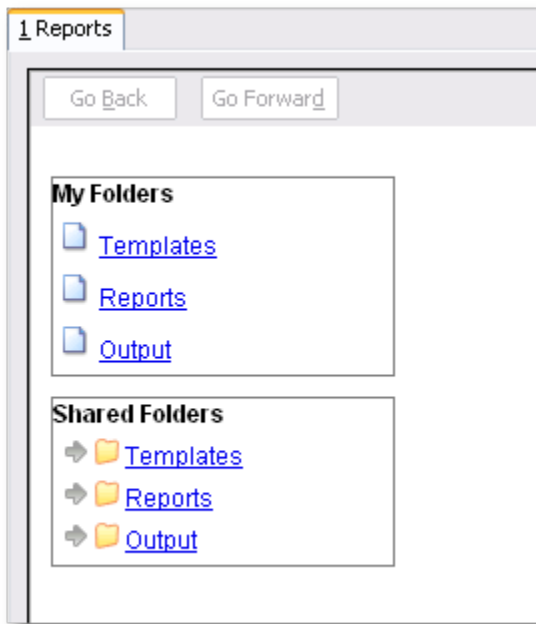 1 Reports
Go Back Go Forward
My Folders
Templates
Reports
Output
Shared Folders
Templates
Reports
Output